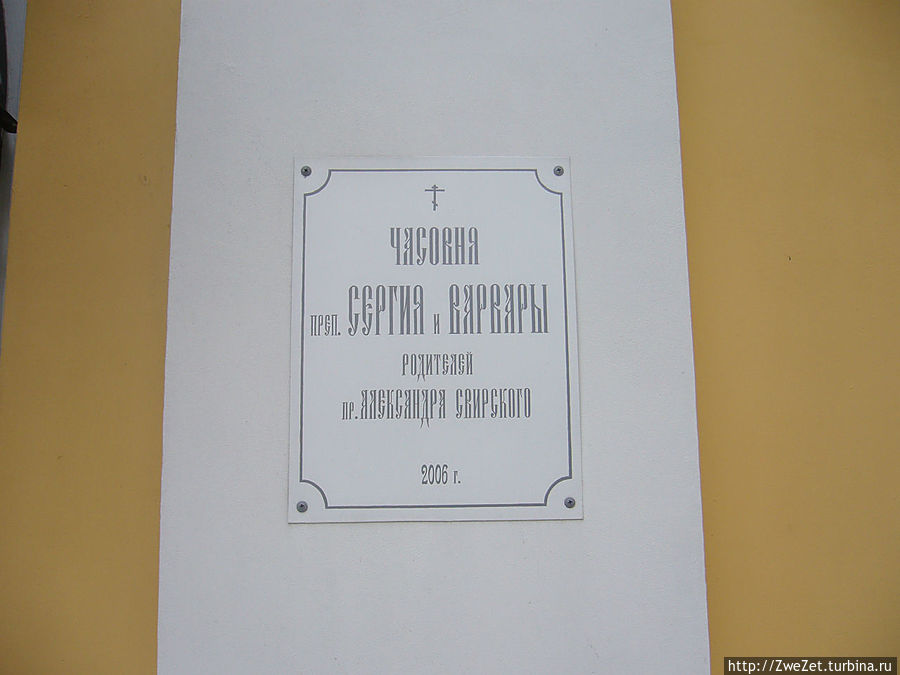 ЧАСОВНЯ
ПРЕП. СЕРГИЯ И ВАРВАРЫ
РОДИТЕЛЕЙ
ПР. АЛЕКСАНДРА СВИРСКОГО
2006 г.
http://ZweZet.turbina.ru